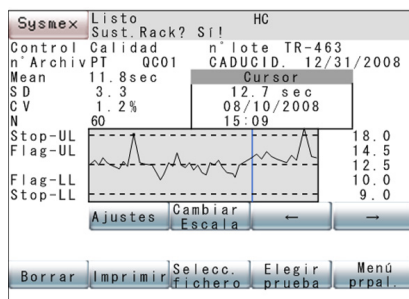 Sysmex Listo HC
Sust.Rack? Sí!
Control Calidad n°lote TR-463
n°Archiv PT QC01 CADUCID. 12/31/2008
Mean 11.8sec Cursor
SD 3.3 12.7 sec
CV 1.2% 08/10/2008
N 60 15:09
Stop-UL 18.0
Flag-UL 14.5
12.5
Flag-LL 10.0
Stop-LL 9.0
Ajustes Cambiar Escala ← →
Borrar Imprimir Selecc. fichero Elegir prueba Menú prpal.